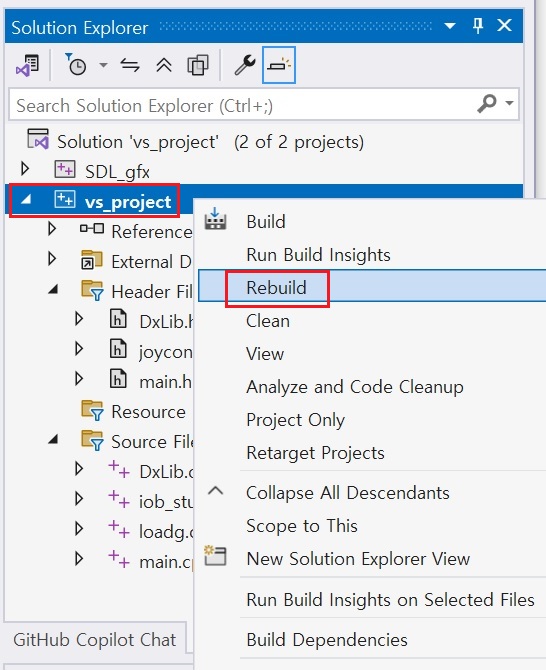 Solution Explorer
Search Solution Explorer (Ctrl+;)
Solution 'vs_project' (2 of 2 projects)
SDL_gfx
vs_project
Reference
External D
Header Fil
DxLib.h
joycon
main.h
Resource
Source File
DxLib.c
iob_stu
loadg.c
main.cp
Build
Run Build Insights
Rebuild
Clean
View
Analyze and Code Cleanup
Project Only
Retarget Projects
Collapse All Descendants
Scope to This
New Solution Explorer View
Run Build Insights on Selected Files
Build Dependencies
GitHub Copilot Chat